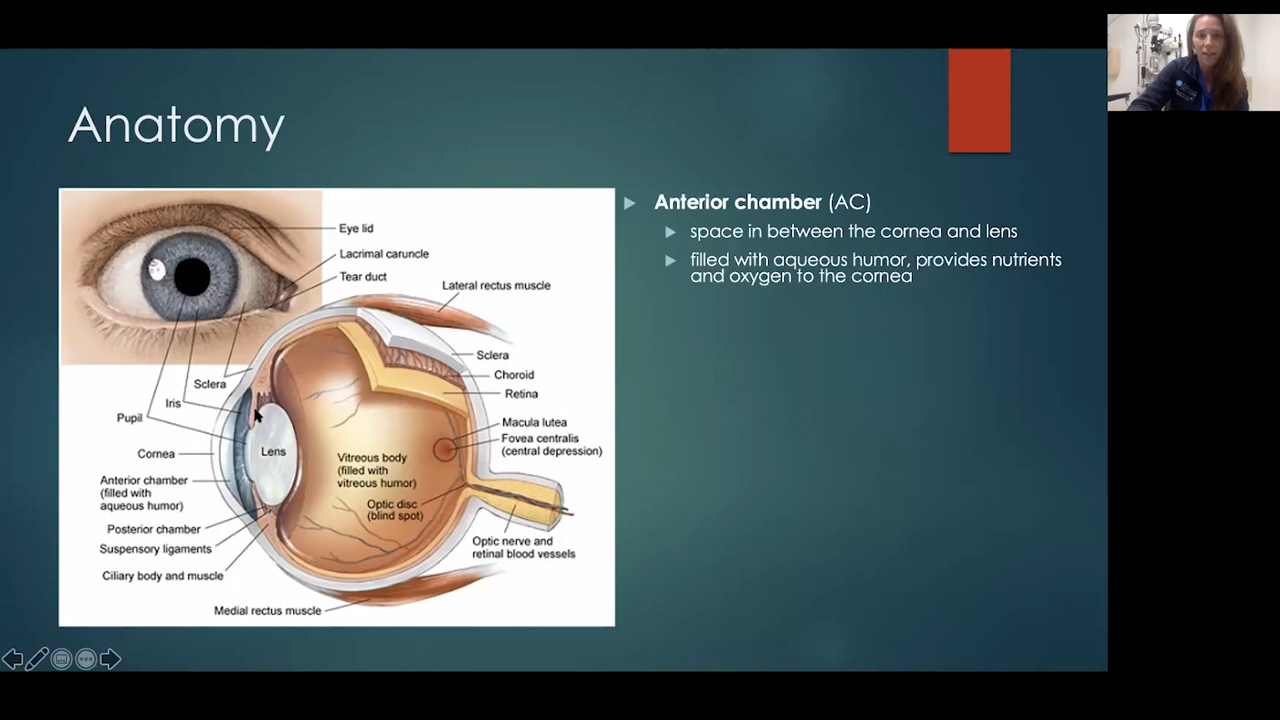 Anatomy
Eye lid
Lacrimal caruncle
Tear duct
Lateral rectus muscle
Sclera
Choroid
Retina
Macula lutea
Fovea centralis
(central depression)
Sclera
Iris
Pupil
Cornea
Lens
Anterior chamber
(filled with
aqueous humor)
Vitreous body
(filled with
vitreous humor)
Optic disc
(blind spot)
Posterior chamber
Suspensory ligaments
Ciliary body and muscle
Optic nerve and
retinal blood vessels
Medial rectus muscle
Anterior chamber (AC)
space in between the cornea and lens
filled with aqueous humor, provides nutrients
and oxygen to the cornea